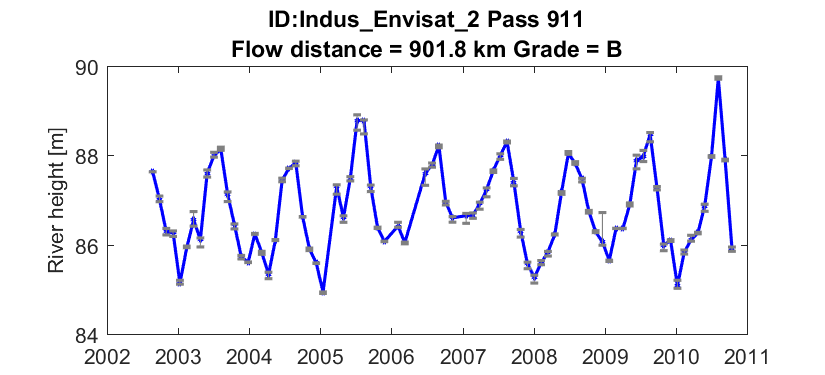 ID:Indus_Envisat_2 Pass 911
Flow distance = 901.8 km Grade = B
90
88
86
84
River height [m]
2002 2003 2004 2005 2006 2007 2008 2009 2010 2011